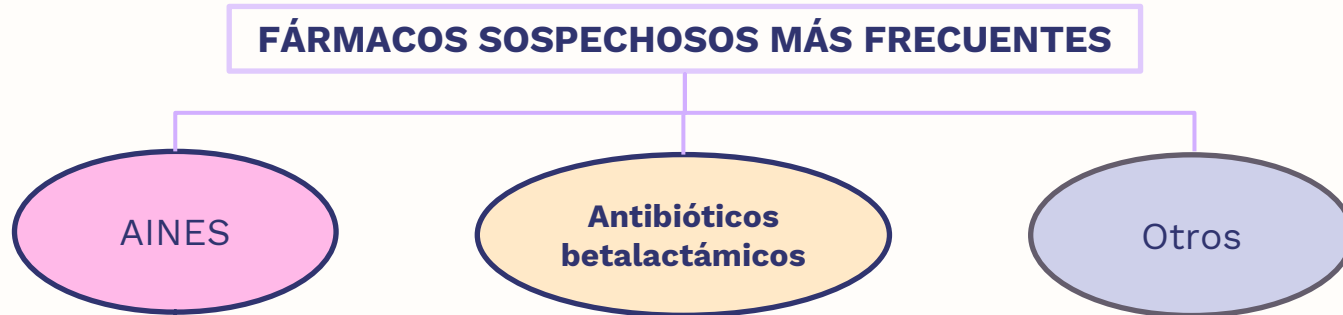 FÁRMACOS SOSPECHOSOS MÁS FRECUENTES
AINES
Antibióticos
betalactámicos
Otros